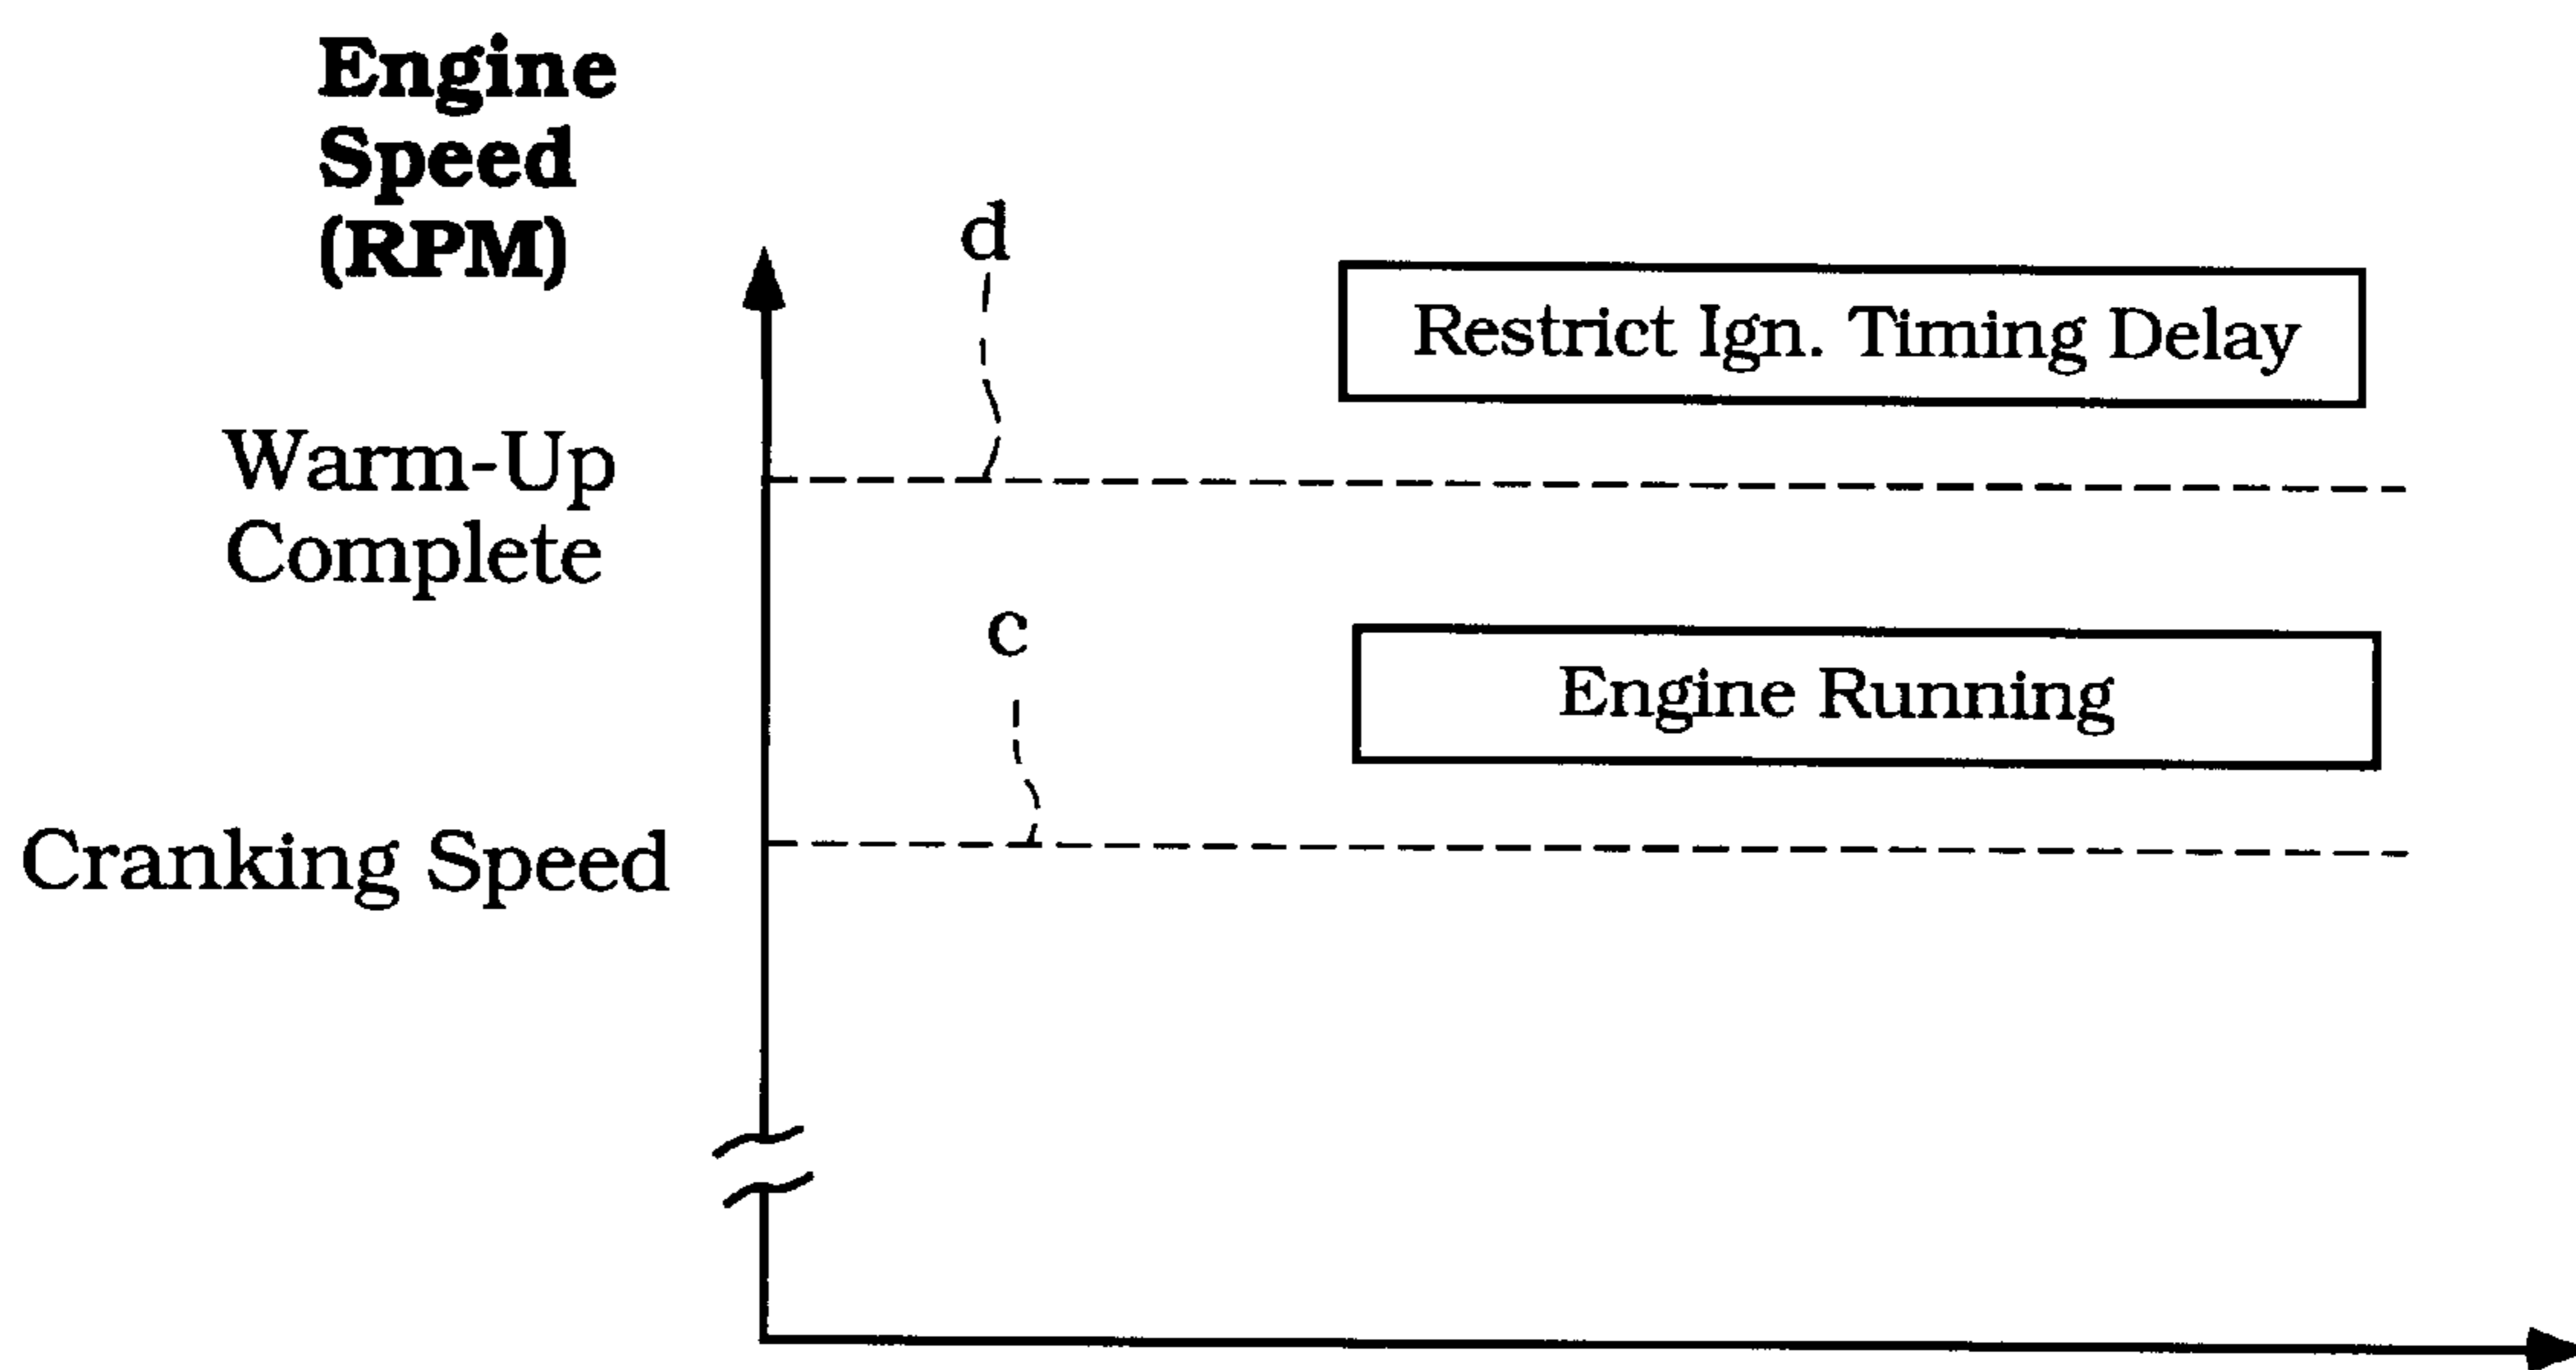 Engine
Speed
(RPM)
d
Restrict Ign. Timing Delay
Warm-Up
Complete
c
Engine Running
Cranking Speed